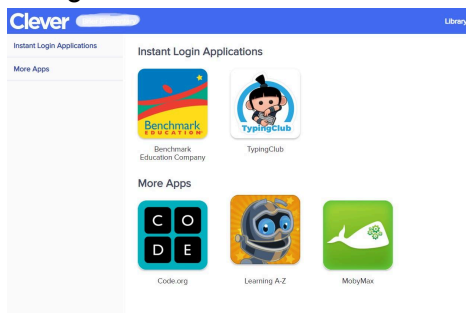 Clever
Library
Instant Login Applications
More Apps
Instant Login Applications
Benchmark
EDUCATION
TypingClub
Benchmark
Education Company
TypingClub
More Apps
C O
D E
Code.org
Learning A-Z
MobyMax